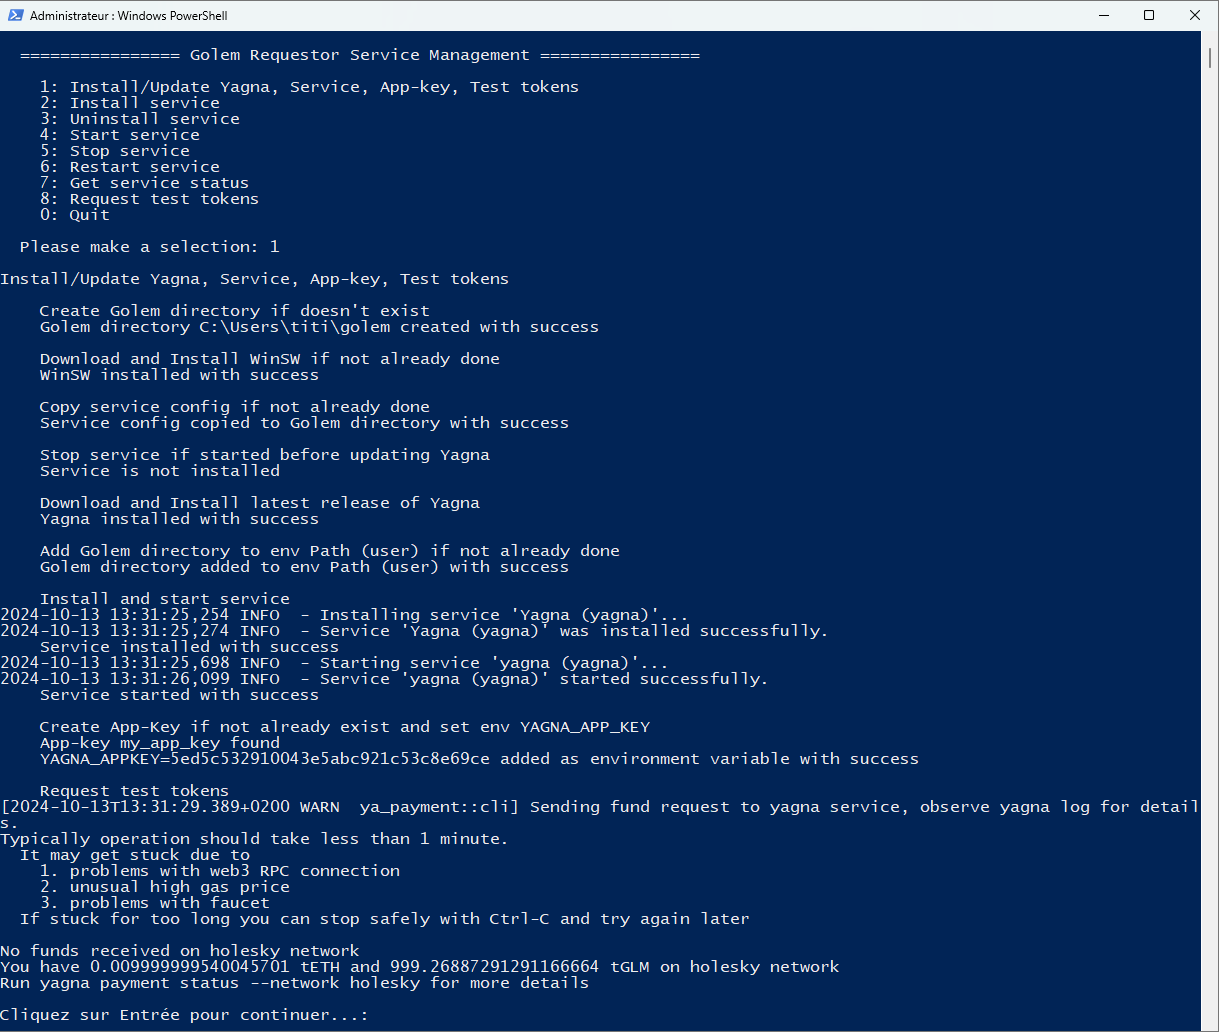 Administrateur : Windows PowerShell
================ Golem Requestor Service Management ================
1: Install/Update Yagna, Service, App-key, Test tokens
2: Install service
3: Uninstall service
4: Start service
5: Stop service
6: Restart service
7: Get service status
8: Request test tokens
0: Quit
Please make a selection: 1
Install/Update Yagna, Service, App-key, Test tokens
Create Golem directory if doesn't exist
Golem directory C:\Users\titi\golem created with success
Download and Install WinSW if not already done
WinSW installed with success
Copy service config if not already done
Service config copied to Golem directory with success
Stop service if started before updating Yagna
Service is not installed
Download and Install latest release of Yagna
Yagna installed with success
Add Golem directory to env Path (user) if not already done
Golem directory added to env Path (user) with success
Install and start service
2024-10-13 13:31:25,254 INFO  - Installing service 'Yagna (yagna)'...
2024-10-13 13:31:25,274 INFO  - Service 'Yagna (yagna)' was installed successfully.
Service installed with success
2024-10-13 13:31:25,698 INFO  - Starting service 'yagna (yagna)'...
2024-10-13 13:31:26,099 INFO  - Service 'yagna (yagna)' started successfully.
Service started with success
Create App-Key if not already exist and set env YAGNA_APP_KEY
App-key my_app_key found
YAGNA_APPKEY=5ed5c532910043e5abc921c53c8e69ce added as environment variable with success
Request test tokens
[2024-10-13T13:31:29.389+0200 WARN  ya_payment::cli] Sending fund request to yagna service, observe yagna log for detail
s.
Typically operation should take less than 1 minute.
It may get stuck due to
1. problems with web3 RPC connection
2. unusual high gas price
3. problems with faucet
If stuck for too long you can stop safely with Ctrl-C and try again later
No funds received on holesky network
You have 0.009999999540045701 tETH and 999.26887291291166664 tGLM on holesky network
Run yagna payment status --network holesky for more details
Cliquez sur Entrée pour continuer...: